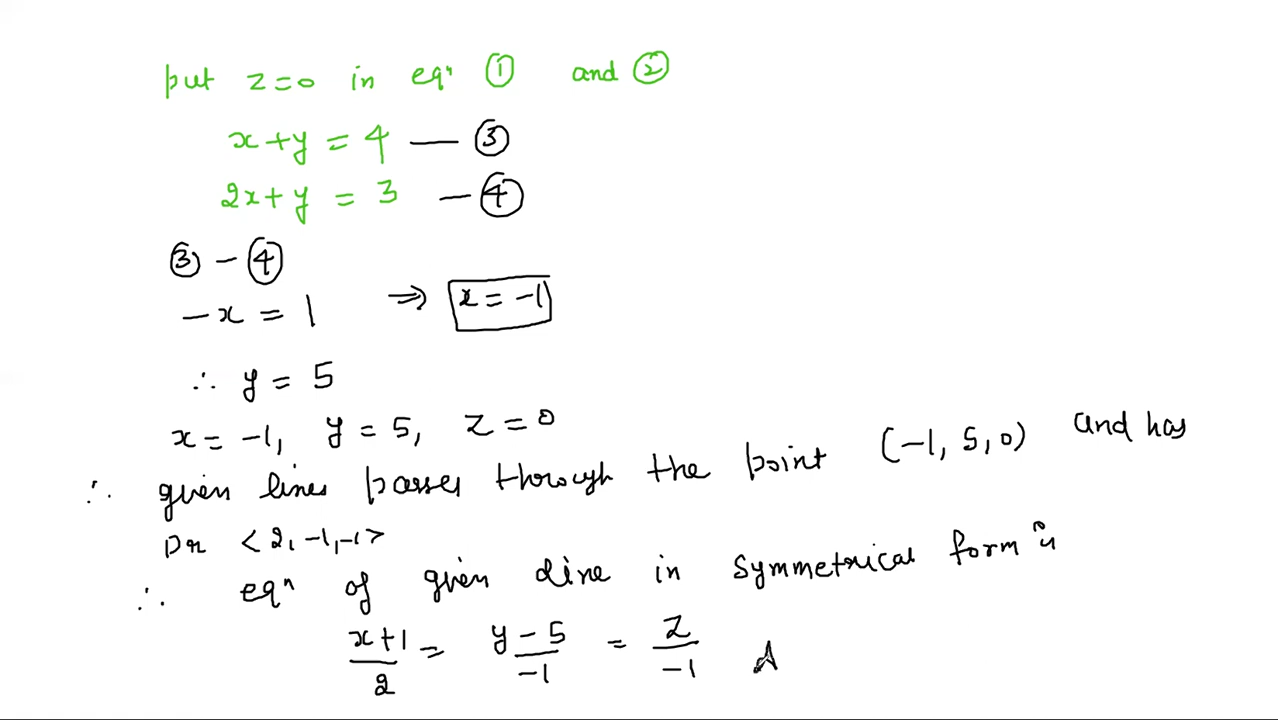 put z=0 in eqⁿ ① and ②
x+y = 4 — ③
2x+y = 3 — ④
③ - ④
-x = 1 ⇒ x = -1
∴ y = 5
x = -1, y = 5, z = 0
∴ given lines passes through the point (-1, 5, 0) and has
Dr <2, -1, -1>
∴ eqⁿ of given line in symmetrical form is
x+1/2 = y-5/-1 = z/-1